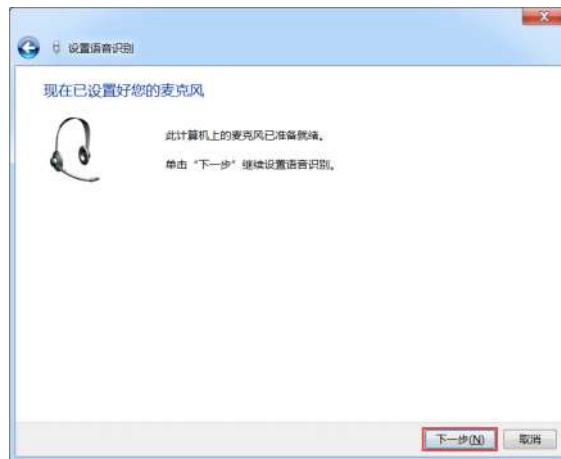 设置语音识别
现在已设置好您的麦克风
此计算机上的麦克风已准备就绪。
单击“下一步”继续设置语音识别。
下一步(N)
取消